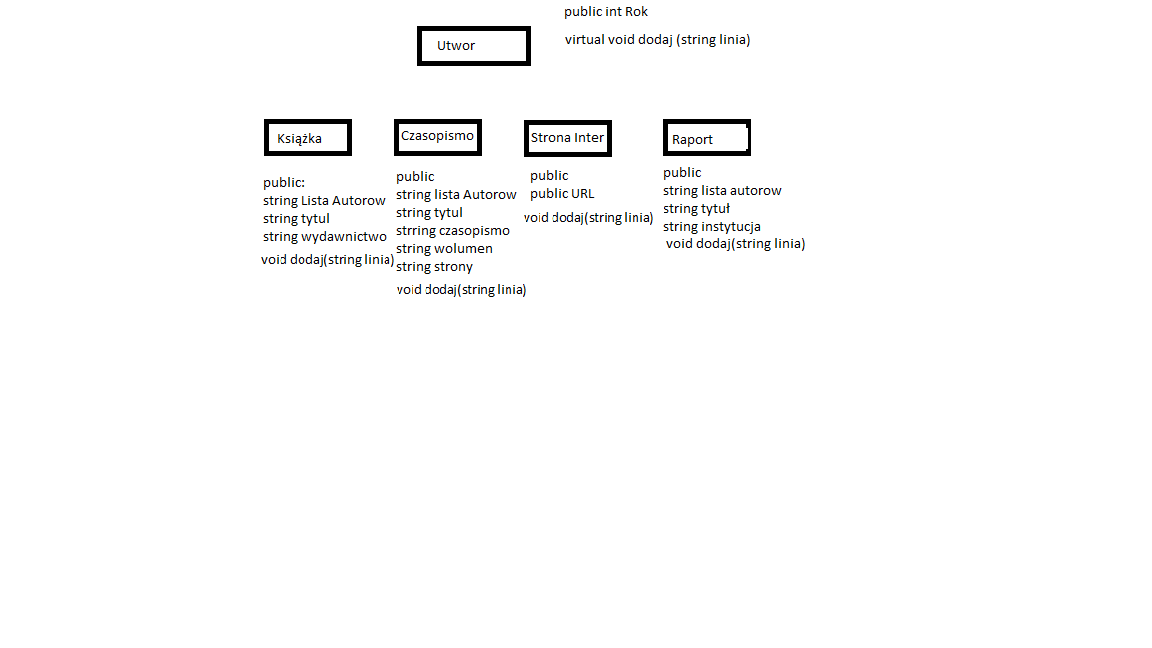 public int Rok
virtual void dodaj (string linia)
Utwor
Książka
public:
string Lista Autorow
string tytul
string wydawnictwo
void dodaj(string linia)
Czasopismo
public
string lista Autorow
string tytul
strring czasopismo
string wolumen
string strony
void dodaj(string linia)
Strona Inter
public
public URL
void dodaj(string linia)
Raport
public
string lista autorow
string tytuł
string instytucja
void dodaj(string linia)